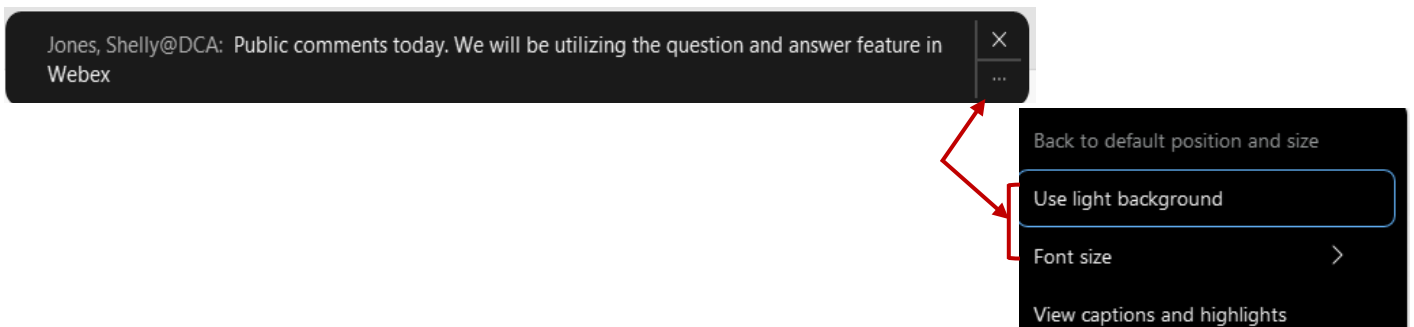 Jones, Shelly@DCA: Public comments today. We will be utilizing the question and answer feature in
Webex
...
Back to default position and size
Use light background
Font size
View captions and highlights